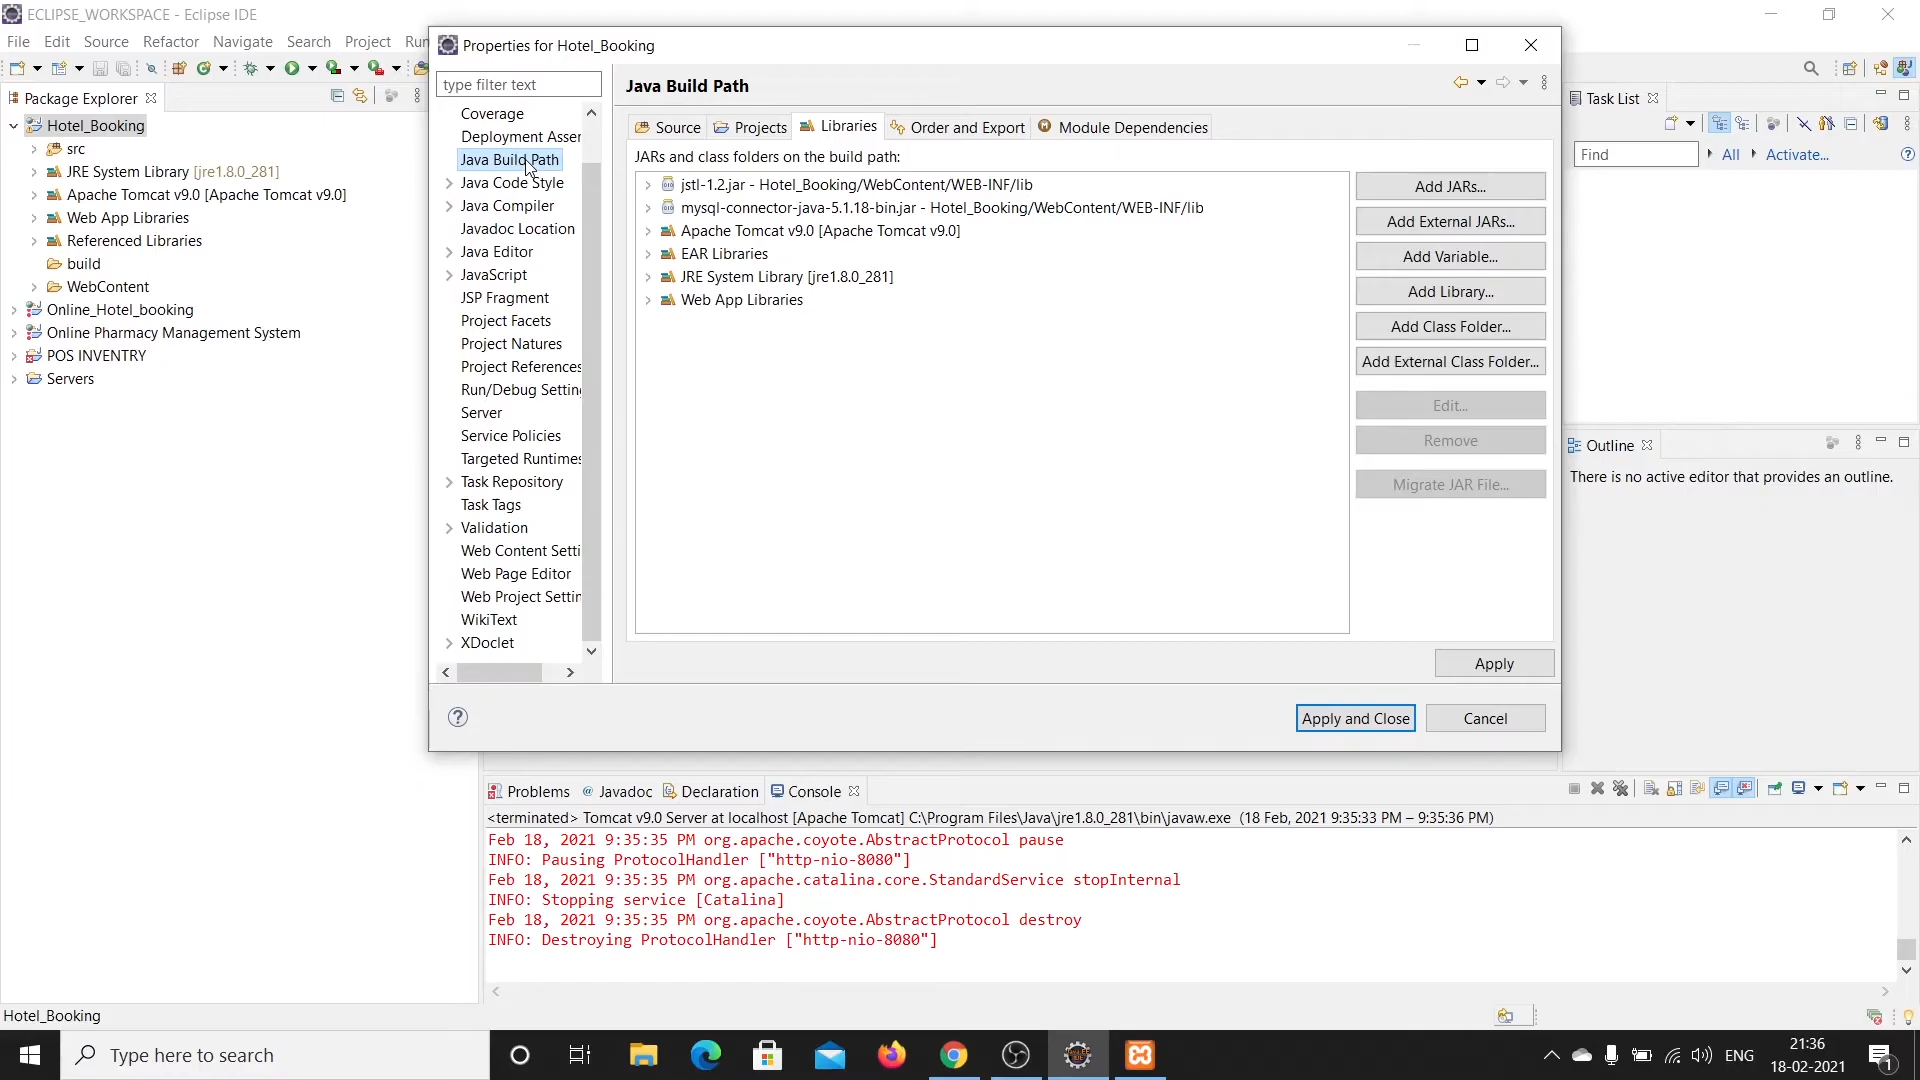 ECLIPSE_WORKSPACE - Eclipse IDE
File Edit Source Refactor Navigate Search Project Run
Package Explorer
Hotel_Booking
src
JRE System Library [jre1.8.0_281]
Apache Tomcat v9.0 [Apache Tomcat v9.0]
Web App Libraries
Referenced Libraries
build
WebContent
Online_Hotel_booking
Online Pharmacy Management System
POS INVENTRY
Servers
Properties for Hotel_Booking
type filter text
Coverage
Deployment Asser
Java Build Path
Java Code Style
Java Compiler
Javadoc Location
Java Editor
JavaScript
JSP Fragment
Project Facets
Project Natures
Project References
Run/Debug Settin
Server
Service Policies
Targeted Runtimes
Task Repository
Task Tags
Validation
Web Content Setti
Web Page Editor
Web Project Settin
WikiText
XDoclet
Java Build Path
Source Projects Libraries Order and Export Module Dependencies
JARs and class folders on the build path:
jstl-1.2.jar - Hotel_Booking/WebContent/WEB-INF/lib
mysql-connector-java-5.1.18-bin.jar - Hotel_Booking/WebContent/WEB-INF/lib
Apache Tomcat v9.0 [Apache Tomcat v9.0]
EAR Libraries
JRE System Library [jre1.8.0_281]
Web App Libraries
Add JARs...
Add External JARs...
Add Variable...
Add Library...
Add Class Folder...
Add External Class Folder...
Edit...
Remove
Migrate JAR File...
Apply
Apply and Close Cancel
Task List
Find All Activate...
Outline
There is no active editor that provides an outline.
Problems Javadoc Declaration Console
<terminated> Tomcat v9.0 Server at localhost [Apache Tomcat] C:\Program Files\Java\jre1.8.0_281\bin\javaw.exe (18 Feb, 2021 9:35:33 PM – 9:35:36 PM)
Feb 18, 2021 9:35:35 PM org.apache.coyote.AbstractProtocol pause
INFO: Pausing ProtocolHandler ["http-nio-8080"]
Feb 18, 2021 9:35:35 PM org.apache.catalina.core.StandardService stopInternal
INFO: Stopping service [Catalina]
Feb 18, 2021 9:35:35 PM org.apache.coyote.AbstractProtocol destroy
INFO: Destroying ProtocolHandler ["http-nio-8080"]
Hotel_Booking
Type here to search
ENG
21:36
18-02-2021
1